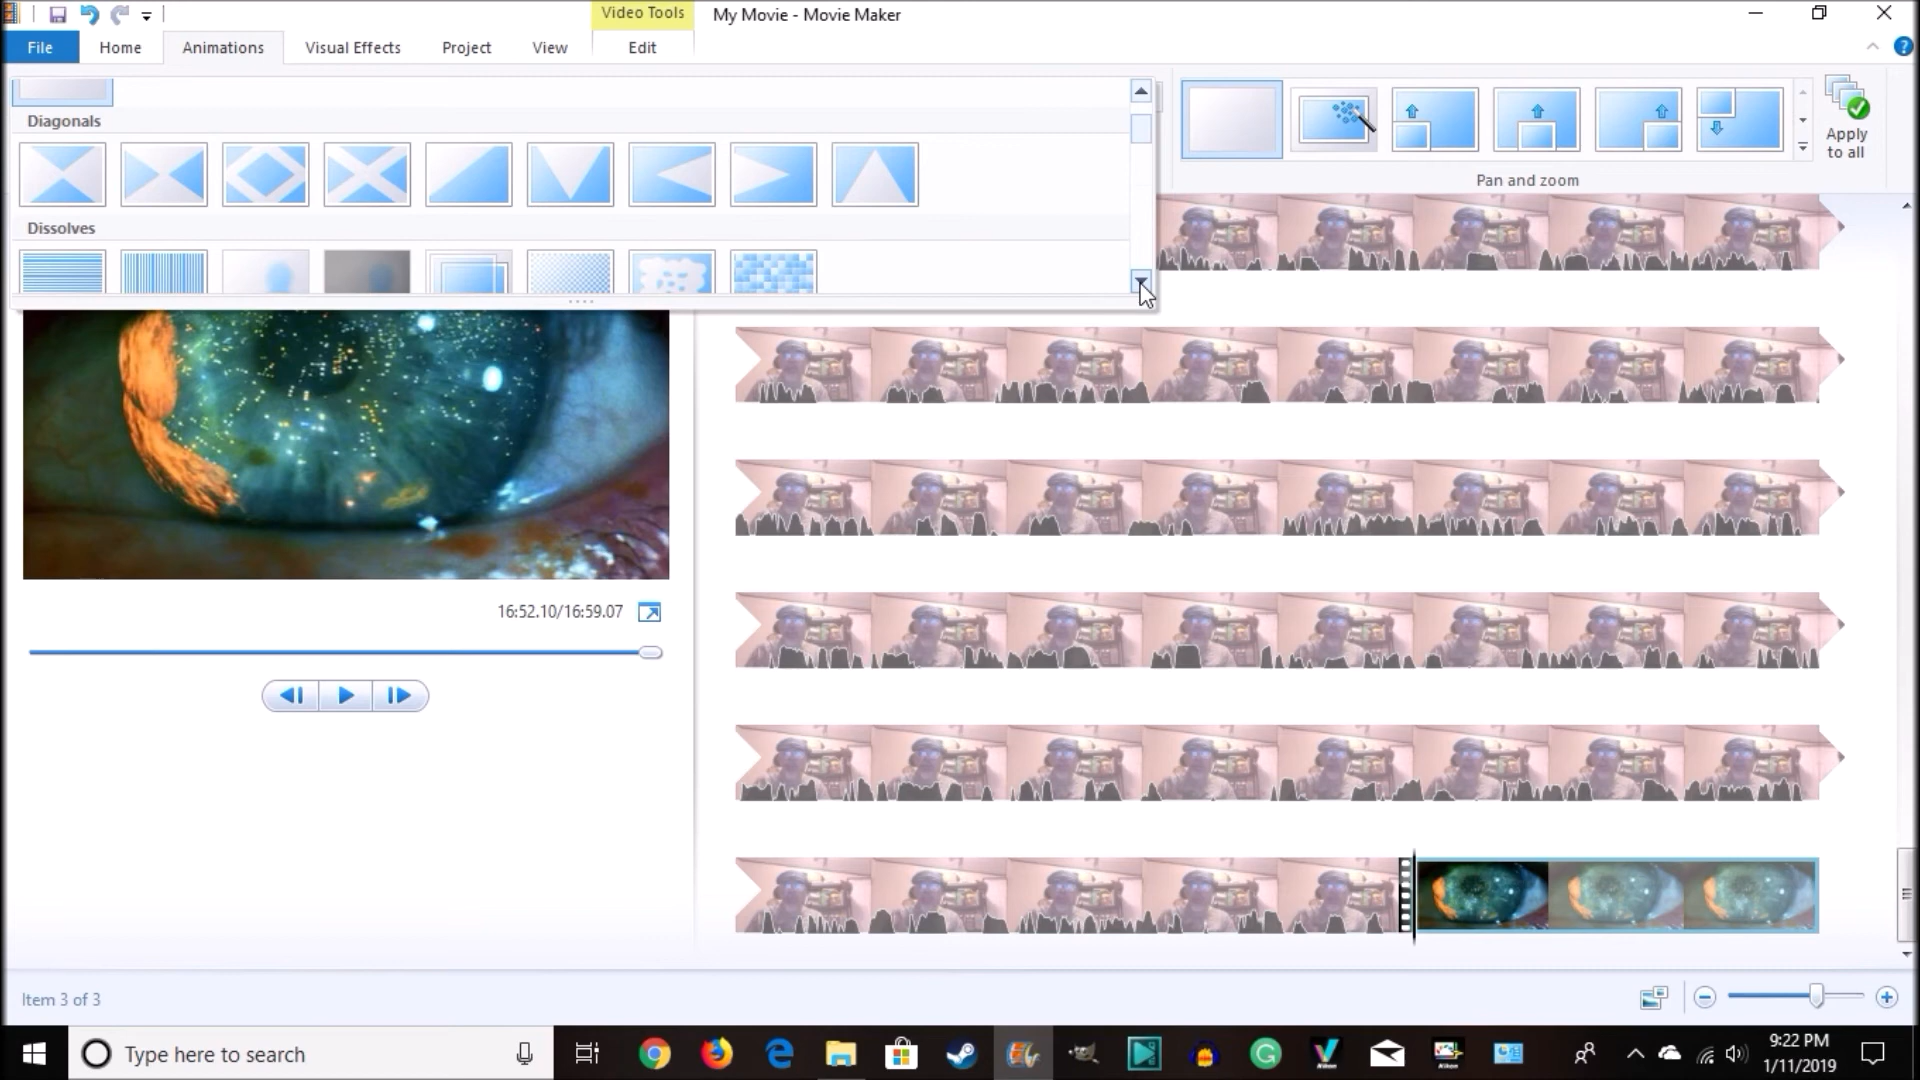 Video Tools
My Movie - Movie Maker
File
Home
Animations
Visual Effects
Project
View
Edit
Diagonals
Dissolves
Apply
to all
Pan and zoom
16:52.10/16:59.07
Item 3 of 3
Type here to search
9:22 PM
1/11/2019